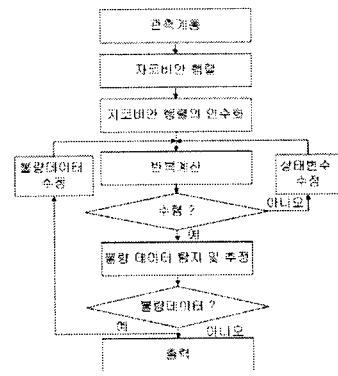 관측계통
자코비안 행렬
자코비안 행렬의 인수화
불량데이터
수정
반복계산
상태변수
수정
수렴 ?
아니오
예
불량 데이터 탐지 및 추정
불량데이터 ?
예
아니오
출력